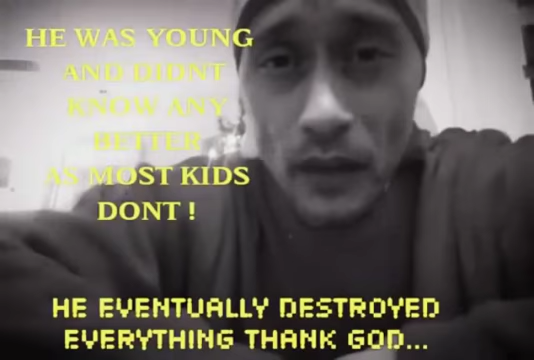 HE WAS YOUNG
AND DIDNT
KNOW ANY
BETTER
AS MOST KIDS
DONT !
HE EVENTUALLY DESTROYED
EVERYTHING THANK GOD...